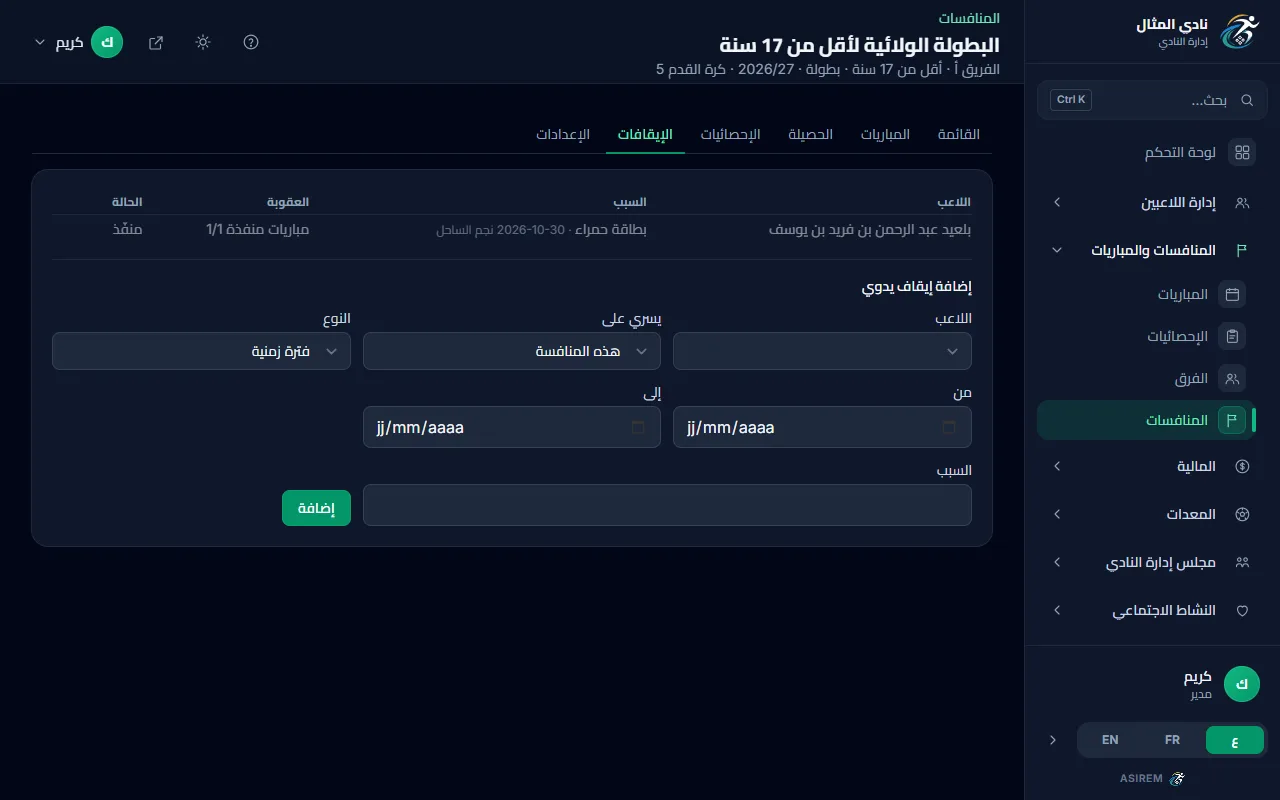 نادي المثال
إدارة النادي
بحث...
Ctrl K
لوحة التحكم
إدارة اللاعبين
المنافسات والمباريات
المباريات
الإحصائيات
الفرق
المنافسات
المالية
المعدات
مجلس إدارة النادي
النشاط الاجتماعي
ك
كريم
مدير
ع
FR
EN
ASIREM
المنافسات
البطولة الولائية لأقل من 17 سنة
الفريق أ · أقل من 17 سنة · بطولة · 2026/27 · كرة القدم 5
ك
كريم
القائمة
المباريات
الحصيلة
الإحصائيات
الإيقافات
الإعدادات
اللاعب السبب العقوبة الحالة
بلعيد عبد الرحمن بن فريد بن يوسف بطاقة حمراء · 30-10-2026 نجم الساحل مباريات منفذة 1/1 منفّذ
إضافة إيقاف يدوي
اللاعب يسري على النوع
هذه المنافسة فترة زمنية
من إلى
jj/mm/aaaa jj/mm/aaaa
السبب
إضافة